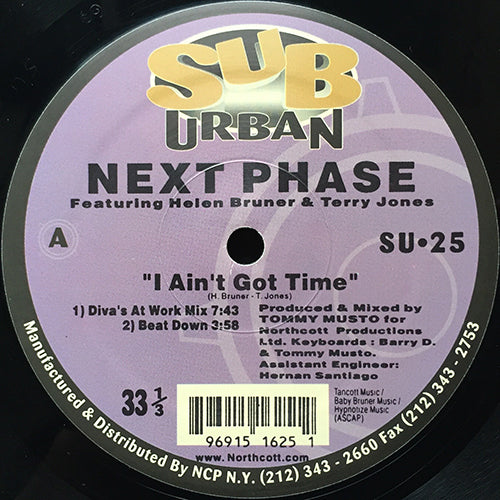 SUB
URBAN
NEXT PHASE
Featuring Helen Bruner & Terry Jones
A
SU•25
"I Ain't Got Time"
(H. Bruner - T. Jones)
1) Diva's At Work Mix 7:43
2) Beat Down 3:58
Produced & Mixed by
TOMMY MUSTO for
Northcott Productions
Ltd. Keyboards : Barry D.
& Tommy Musto.
Assistant Engineer:
Hernan Santiago
33 1/3
96915 1625 1
www.Northcott.com
Tancott Music /
Baby Bruner Music /
Hypnotize Music
(ASCAP)
Manufactured & Distributed By NCP N.Y. (212) 343 - 2660 Fax (212) 343 - 2753